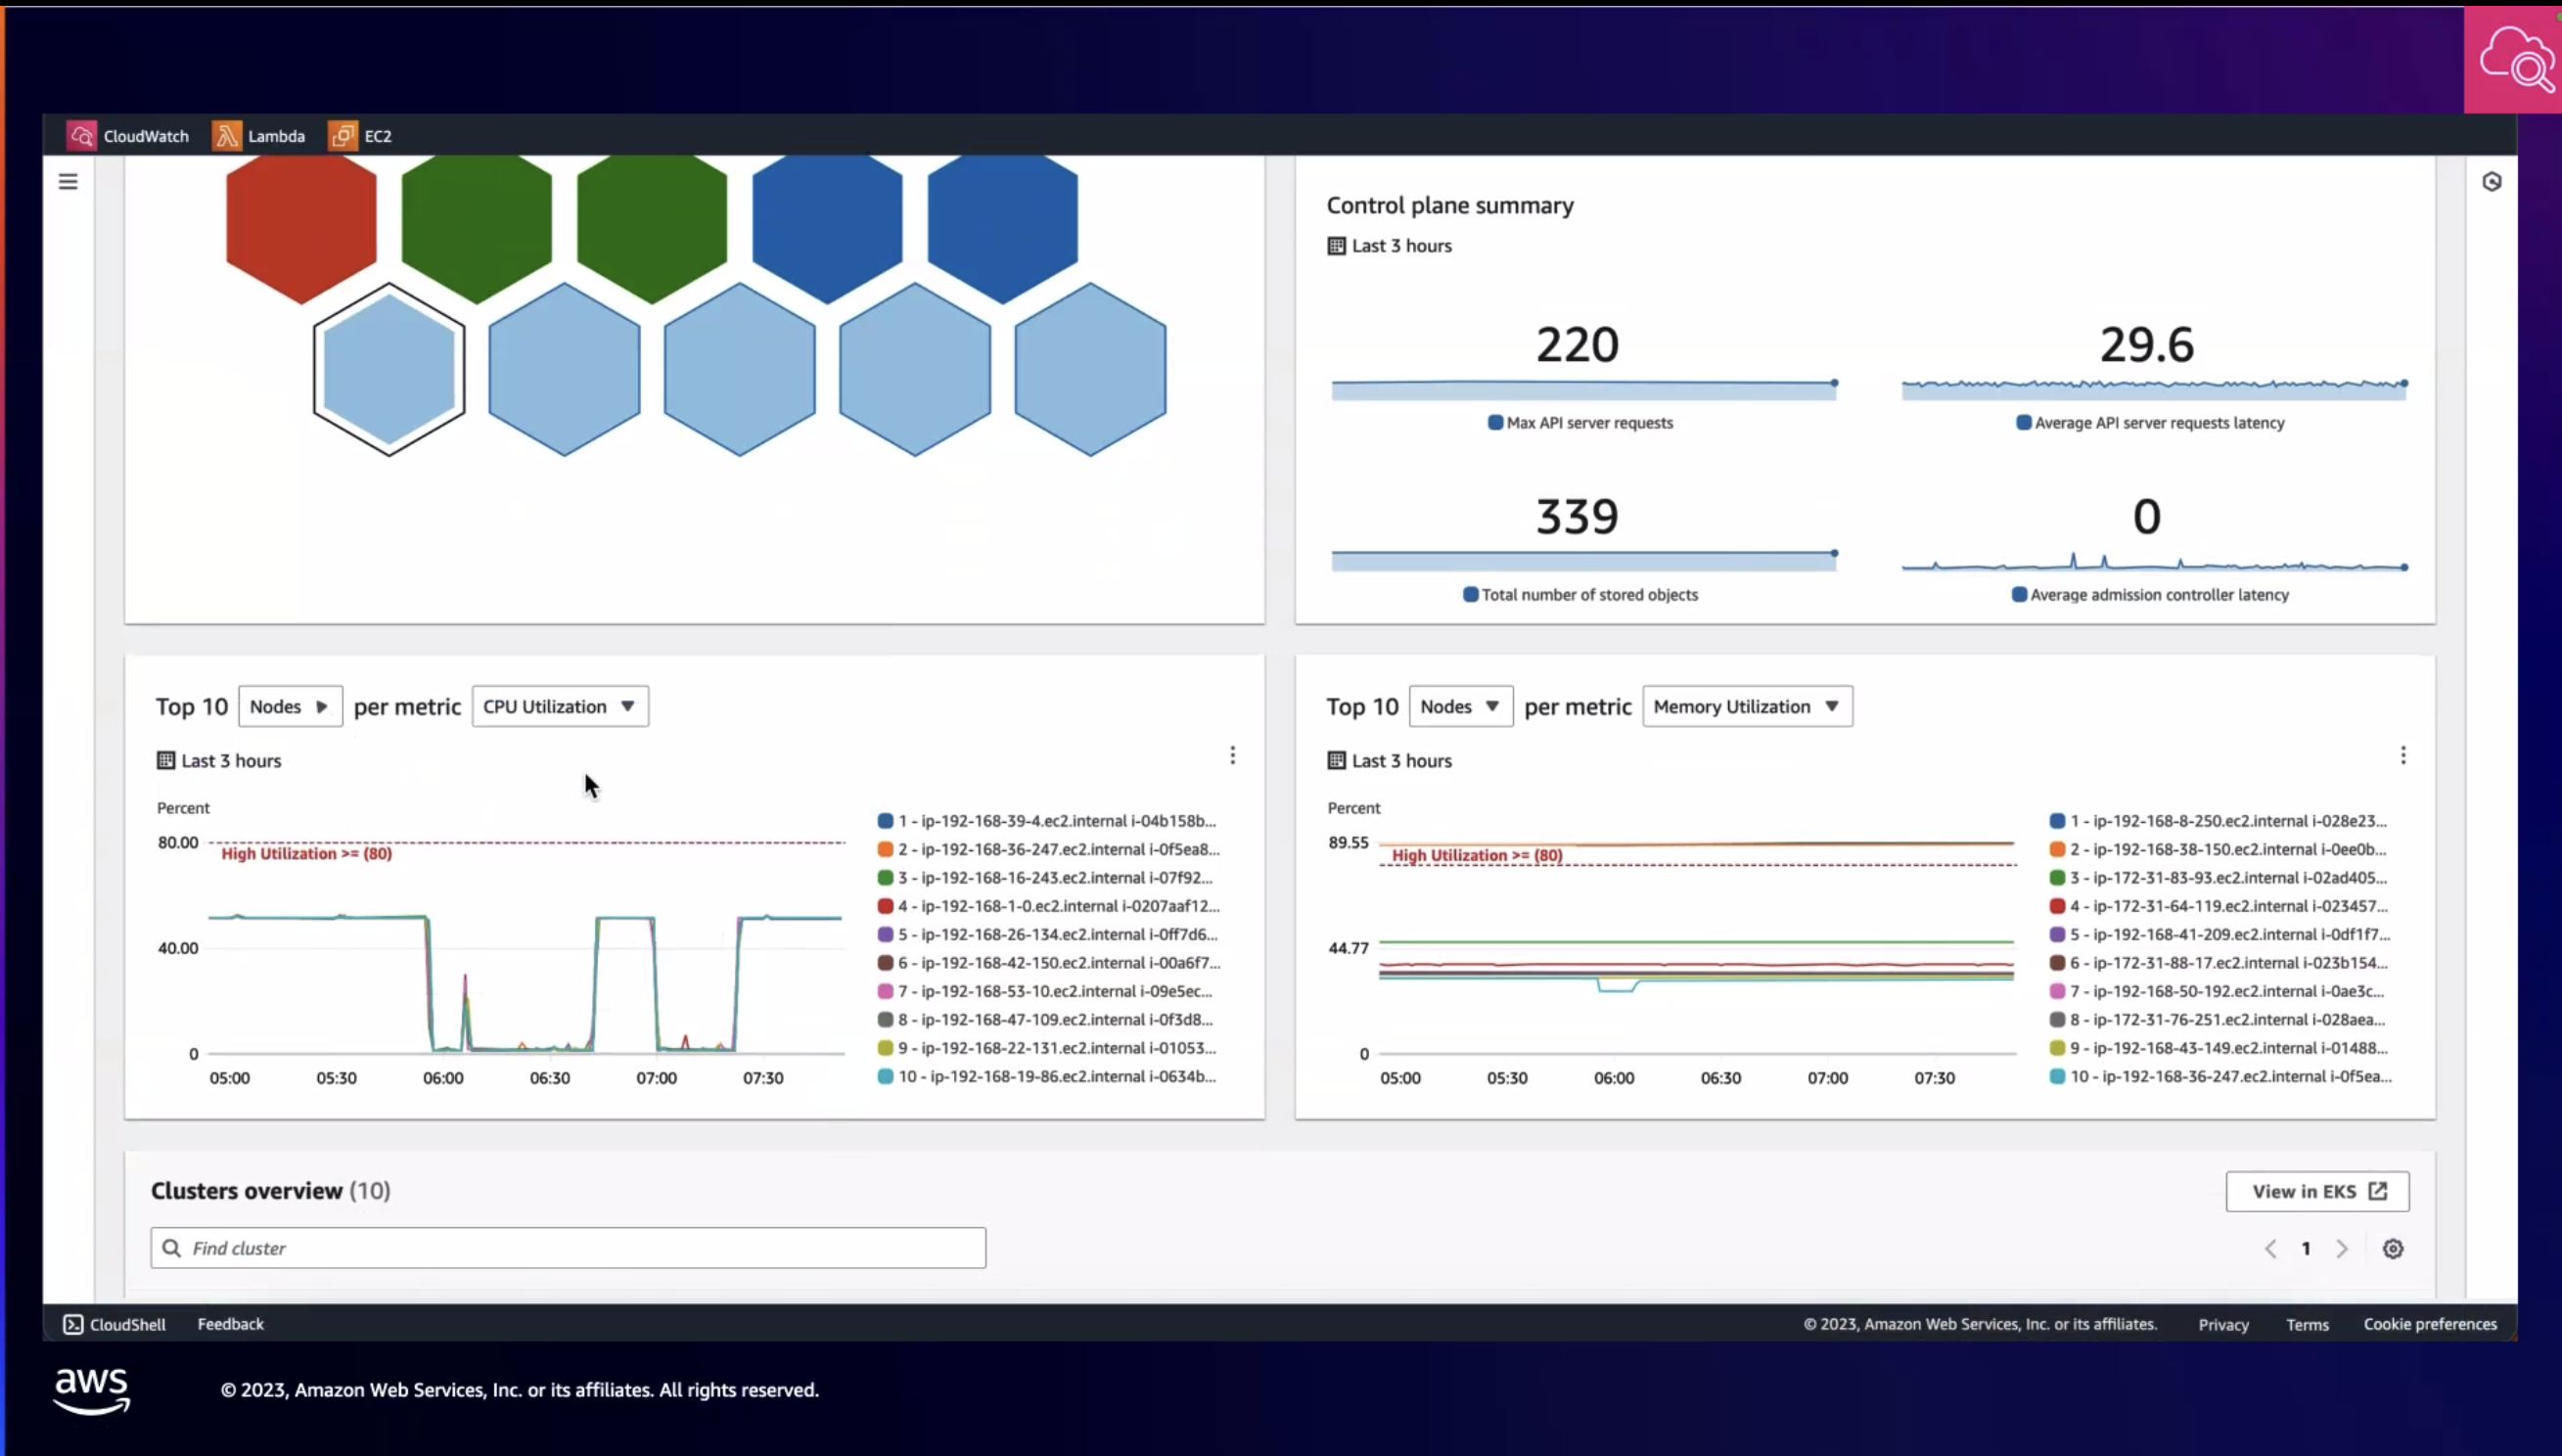 CloudWatch
Lambda
EC2
Control plane summary
Last 3 hours
220
Max API server requests
29.6
Average API server requests latency
339
Total number of stored objects
0
Average admission controller latency
Top 10 Nodes per metric CPU Utilization
Last 3 hours
Percent
80.00
High Utilization >= (80)
40.00
0
05:00 05:30 06:00 06:30 07:00 07:30
1 - ip-192-168-39-4.ec2.internal i-04b158b...
2 - ip-192-168-36-247.ec2.internal i-0f5ea8...
3 - ip-192-168-16-243.ec2.internal i-07f92...
4 - ip-192-168-1-0.ec2.internal i-0207aaf12...
5 - ip-192-168-26-134.ec2.internal i-0ff7d6...
6 - ip-192-168-42-150.ec2.internal i-00a6f7...
7 - ip-192-168-53-10.ec2.internal i-09e5ec...
8 - ip-192-168-47-109.ec2.internal i-0f3d8...
9 - ip-192-168-22-131.ec2.internal i-01053...
10 - ip-192-168-19-86.ec2.internal i-0634b...
Top 10 Nodes per metric Memory Utilization
Last 3 hours
Percent
89.55
High Utilization >= (80)
44.77
0
05:00 05:30 06:00 06:30 07:00 07:30
1 - ip-192-168-8-250.ec2.internal i-028e23...
2 - ip-192-168-38-150.ec2.internal i-0ee0b...
3 - ip-172-31-83-93.ec2.internal i-02ad405...
4 - ip-172-31-64-119.ec2.internal i-023457...
5 - ip-192-168-41-209.ec2.internal i-0df1f7...
6 - ip-172-31-88-17.ec2.internal i-023b154...
7 - ip-192-168-50-192.ec2.internal i-0ae3c...
8 - ip-172-31-76-251.ec2.internal i-028aea...
9 - ip-192-168-43-149.ec2.internal i-01488...
10 - ip-192-168-36-247.ec2.internal i-0f5ea...
Clusters overview (10)
View in EKS
Find cluster
1
CloudShell
Feedback
© 2023, Amazon Web Services, Inc. or its affiliates.
Privacy
Terms
Cookie preferences
aws
© 2023, Amazon Web Services, Inc. or its affiliates. All rights reserved.